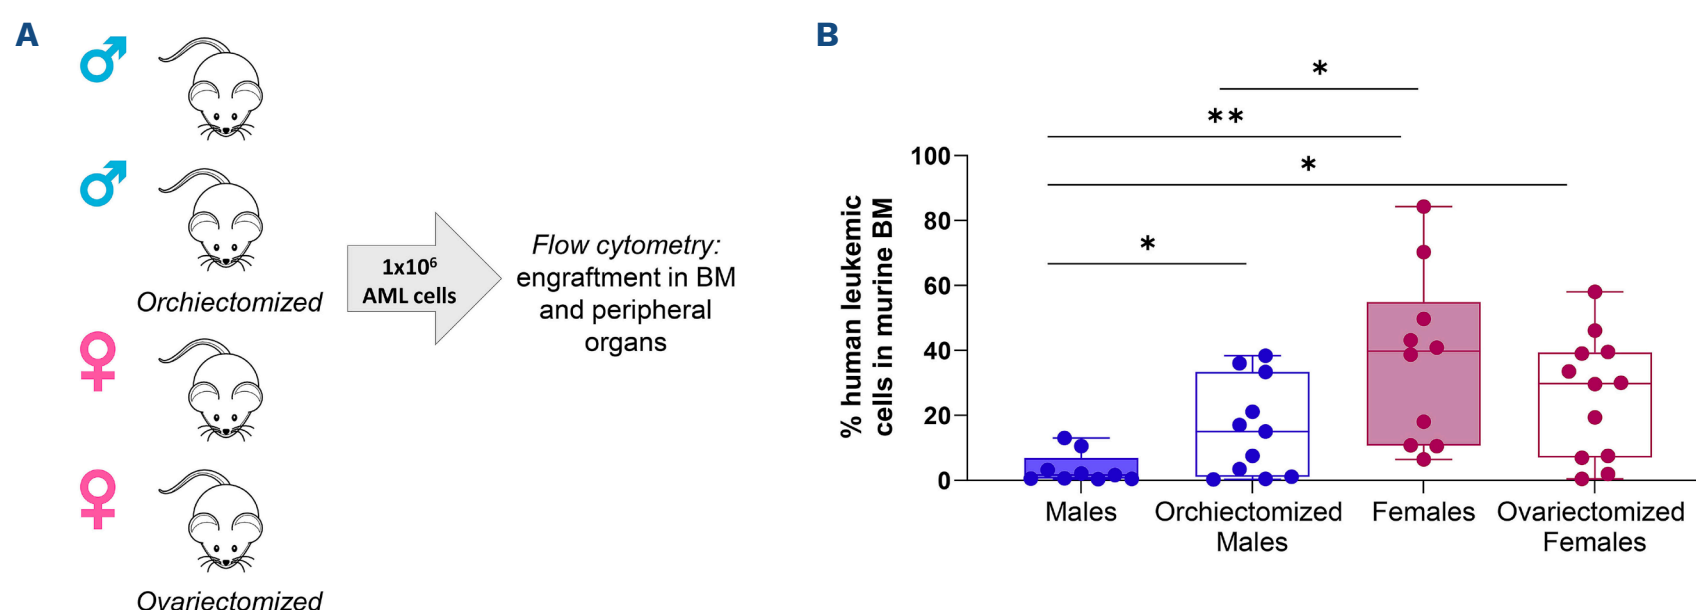 A
♂
♂
Orchiectomized
♀
♀
Ovariectomized
1x10⁶
AML cells
Flow cytometry:
engraftment in BM
and peripheral
organs
B
*
**
*
*
% human leukemic
cells in murine BM
100
80
60
40
20
0
Males
Orchiectomized
Males
Females
Ovariectomized
Females